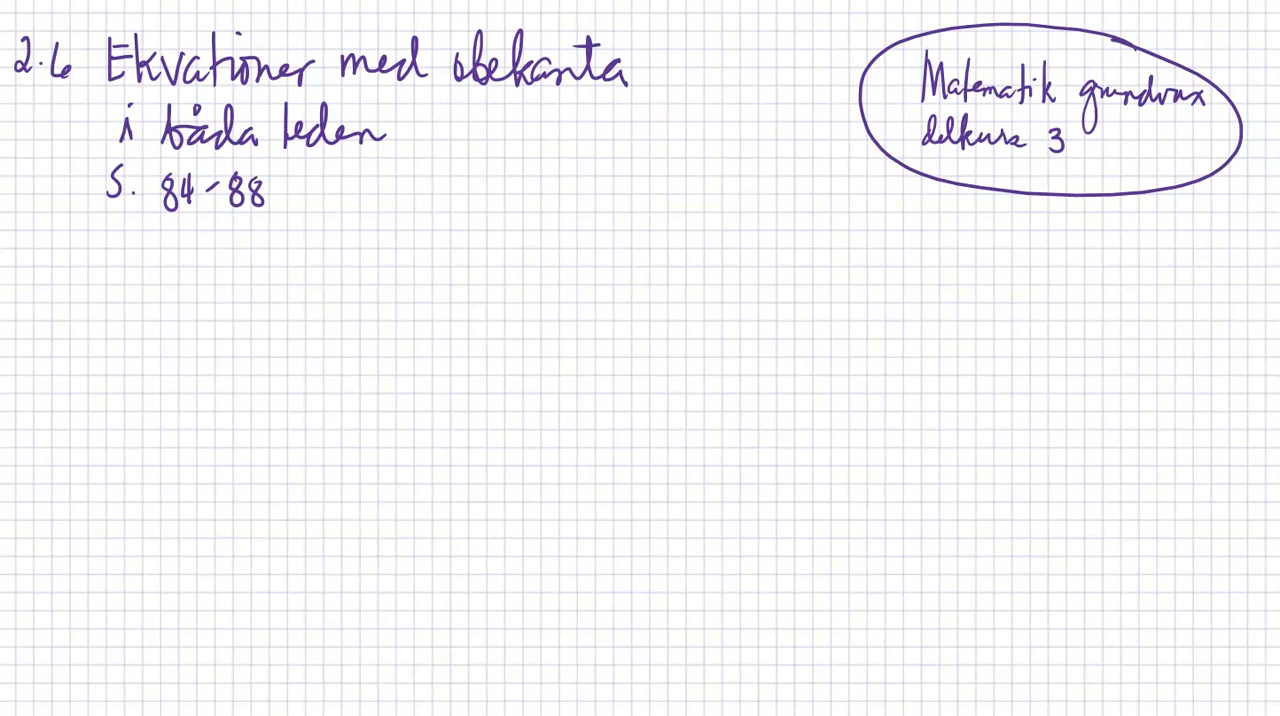 2.6 Ekvationer med obekanta
i båda leden
S. 84-88
Matematik grundvux
delkurs 3